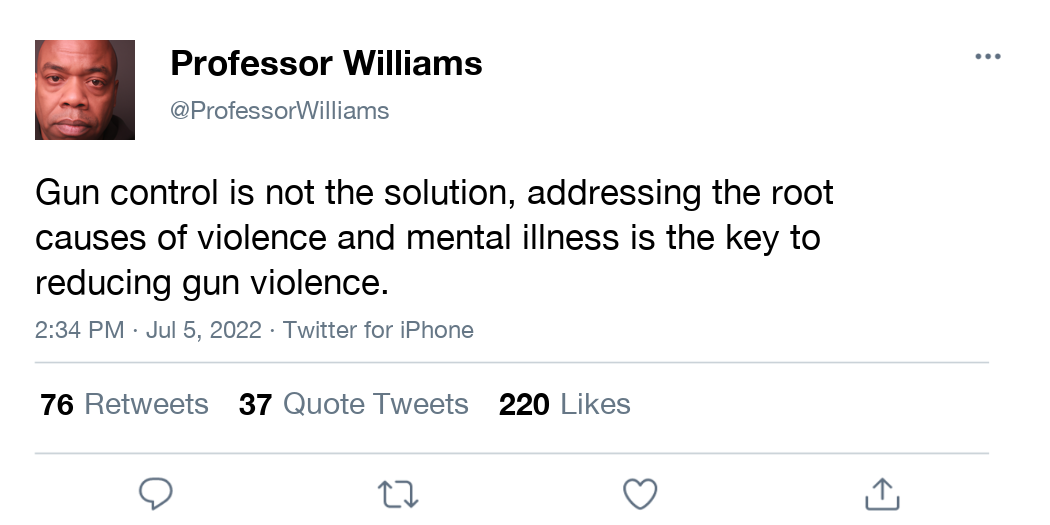 Professor Williams
@ProfessorWilliams
Gun control is not the solution, addressing the root
causes of violence and mental illness is the key to
reducing gun violence.
2:34 PM · Jul 5, 2022 · Twitter for iPhone
76 Retweets 37 Quote Tweets 220 Likes